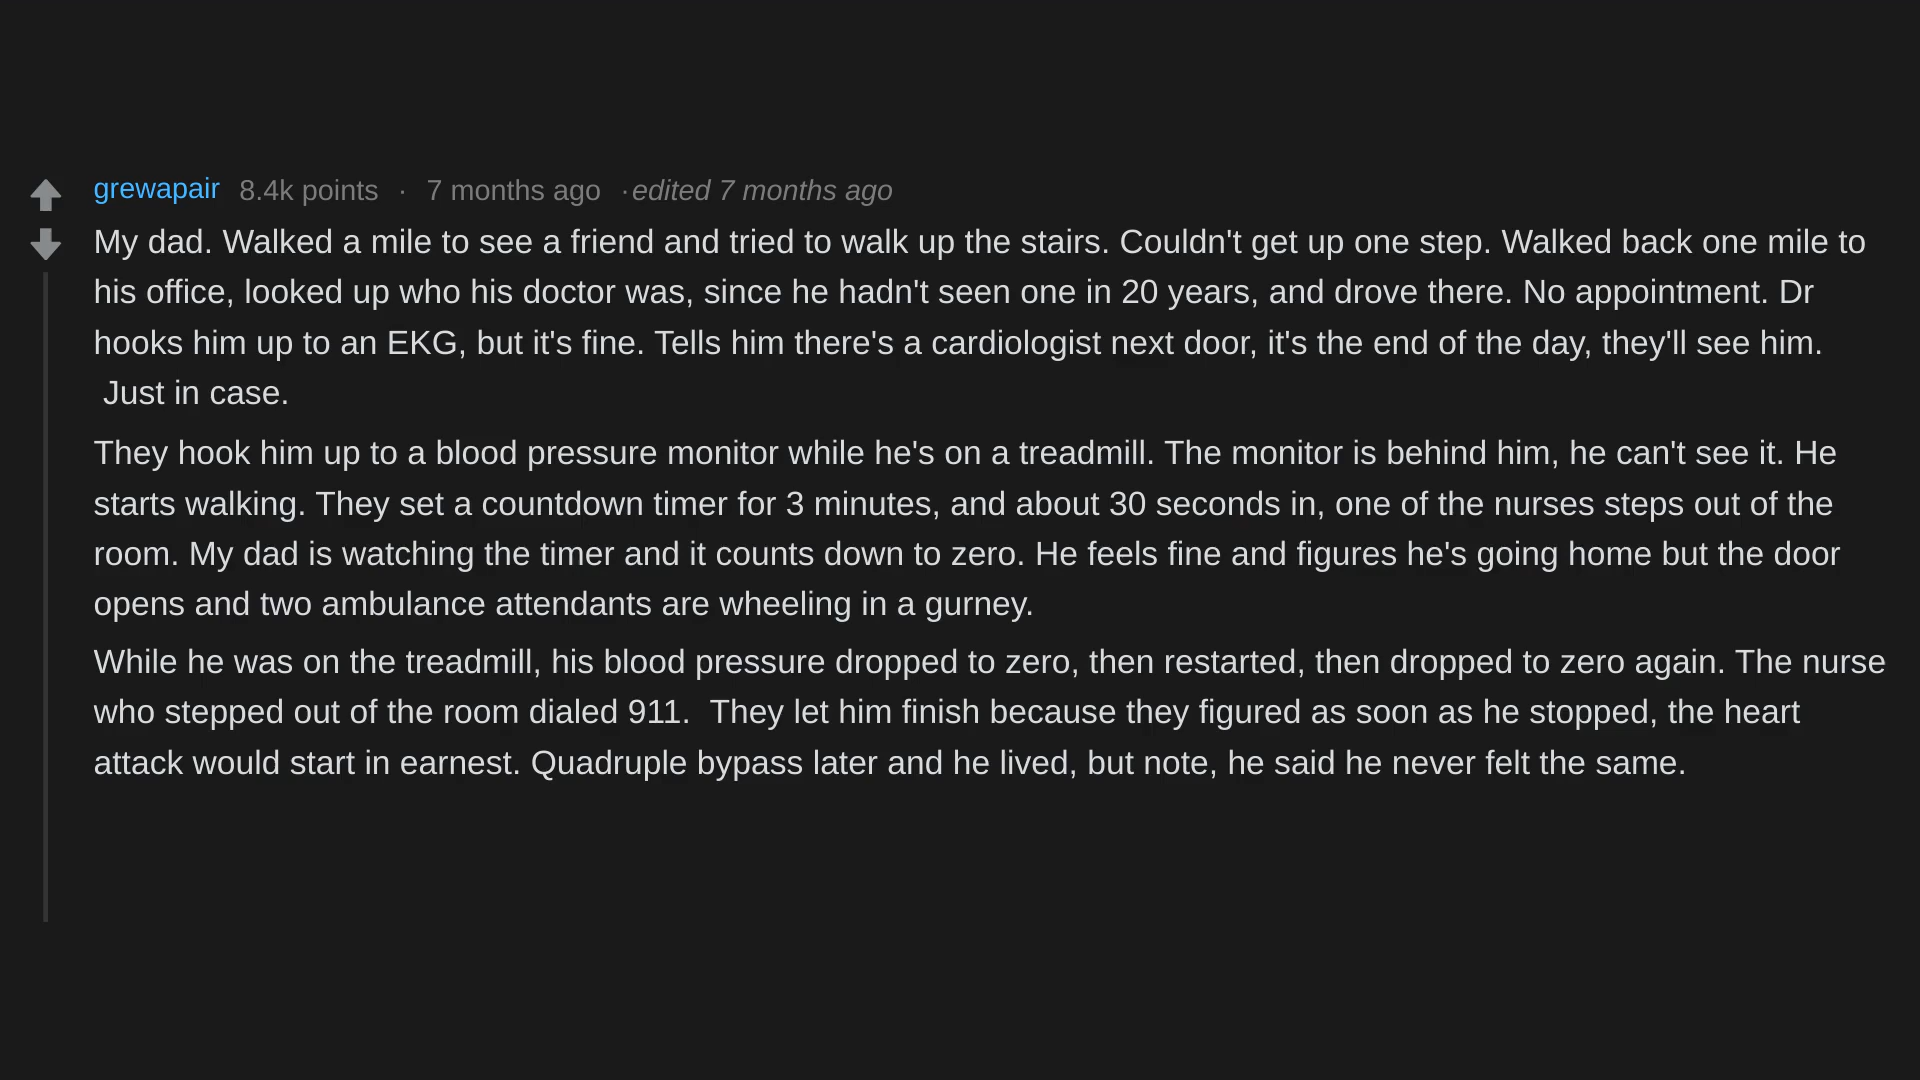 grewapair 8.4k points · 7 months ago · edited 7 months ago
My dad. Walked a mile to see a friend and tried to walk up the stairs. Couldn't get up one step. Walked back one mile to
his office, looked up who his doctor was, since he hadn't seen one in 20 years, and drove there. No appointment. Dr
hooks him up to an EKG, but it's fine. Tells him there's a cardiologist next door, it's the end of the day, they'll see him.
Just in case.
They hook him up to a blood pressure monitor while he's on a treadmill. The monitor is behind him, he can't see it. He
starts walking. They set a countdown timer for 3 minutes, and about 30 seconds in, one of the nurses steps out of the
room. My dad is watching the timer and it counts down to zero. He feels fine and figures he's going home but the door
opens and two ambulance attendants are wheeling in a gurney.
While he was on the treadmill, his blood pressure dropped to zero, then restarted, then dropped to zero again. The nurse
who stepped out of the room dialed 911.  They let him finish because they figured as soon as he stopped, the heart
attack would start in earnest. Quadruple bypass later and he lived, but note, he said he never felt the same.